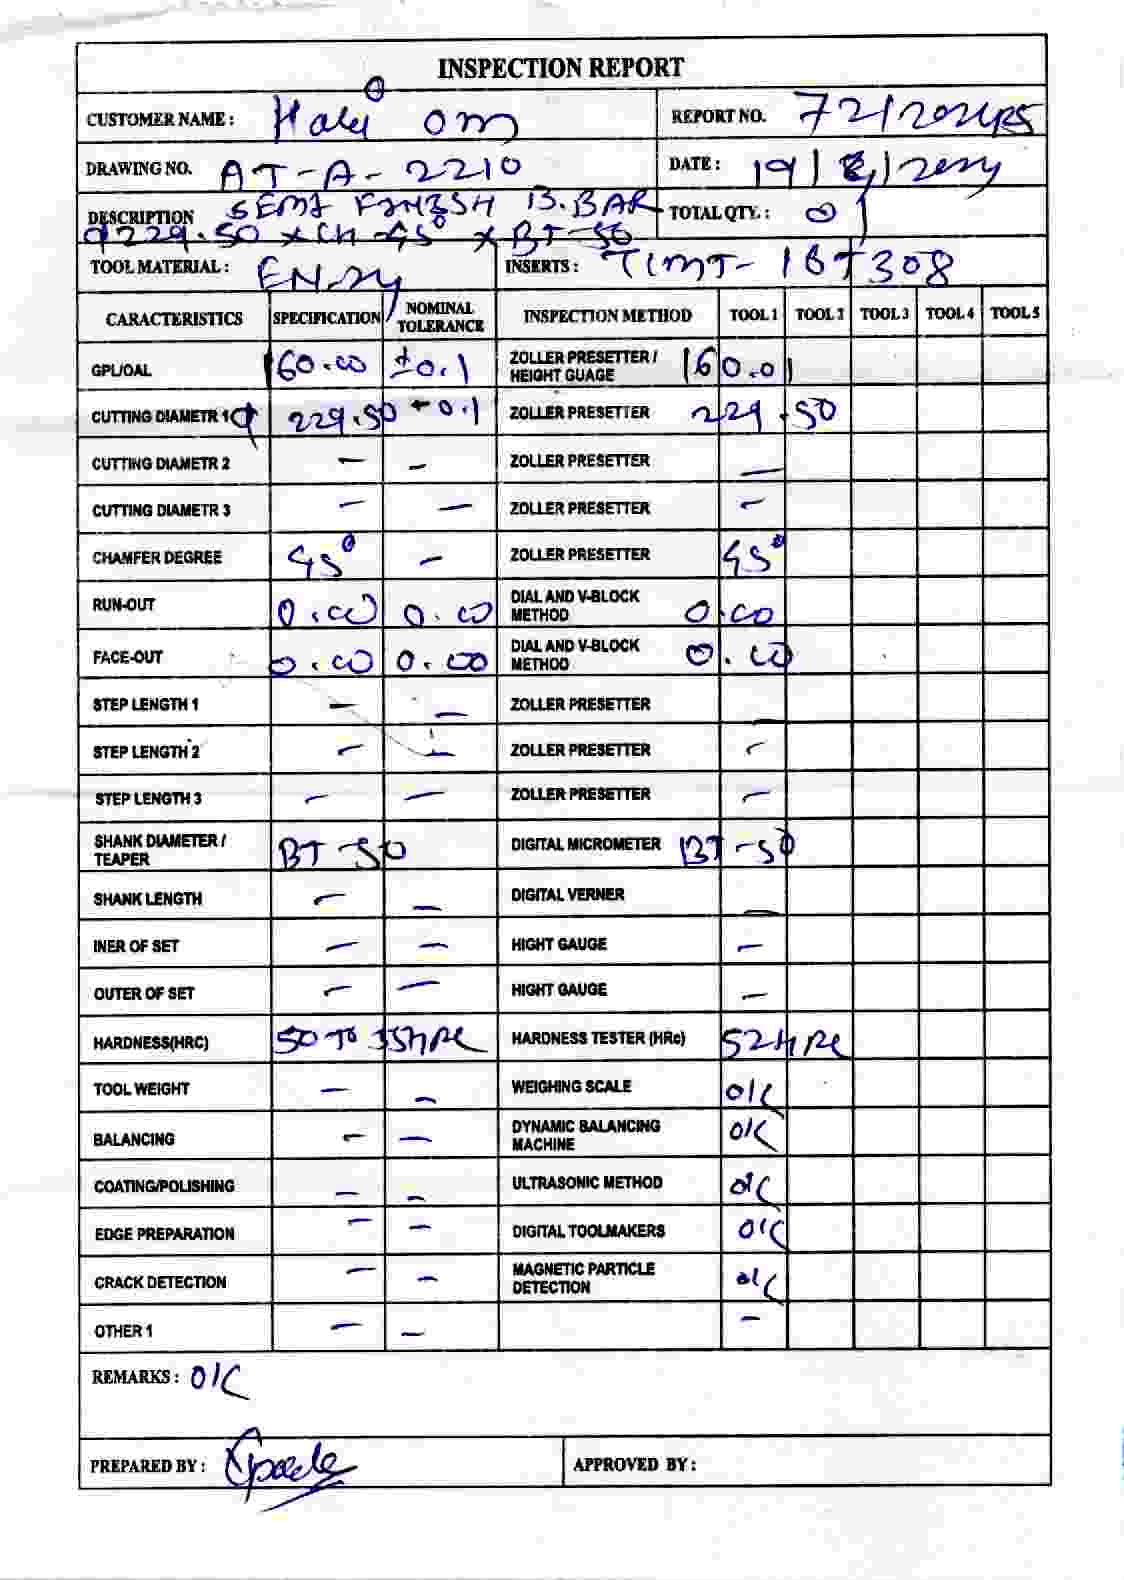 INSPECTION REPORT
CUSTOMER NAME : Hari Om REPORT NO. 72/2024-25
DRAWING NO. AT-A-2210 DATE : 19/ /2024
DESCRIPTION SEMI FINISH B.BAR TOTAL QTY. :
φ229.50 x CH-45° x BT-50
TOOL MATERIAL : EN-24 INSERTS : TCMT-16T308
CARACTERISTICS SPECIFICATION NOMINAL TOLERANCE INSPECTION METHOD TOOL 1 TOOL 2 TOOL 3 TOOL 4 TOOL 5
GPL/OAL 160.00 ±0.1 ZOLLER PRESETTER / HEIGHT GUAGE 160.01
CUTTING DIAMETR 1 φ 229.50 +0.1 ZOLLER PRESETTER 229.50
CUTTING DIAMETR 2 - - ZOLLER PRESETTER -
CUTTING DIAMETR 3 - - ZOLLER PRESETTER -
CHAMFER DEGREE 45° - ZOLLER PRESETTER 45°
RUN-OUT 0.00 0.00 DIAL AND V-BLOCK METHOD 0.00
FACE-OUT 0.00 0.00 DIAL AND V-BLOCK METHOD 0.00
STEP LENGTH 1 - - ZOLLER PRESETTER -
STEP LENGTH 2 - - ZOLLER PRESETTER -
STEP LENGTH 3 - - ZOLLER PRESETTER -
SHANK DIAMETER / TEAPER BT-50 DIGITAL MICROMETER BT-50
SHANK LENGTH - - DIGITAL VERNER -
INER OF SET - - HIGHT GAUGE -
OUTER OF SET - - HIGHT GAUGE -
HARDNESS(HRC) 50 TO 55HRC HARDNESS TESTER (HRc) 52HRC
TOOL WEIGHT - - WEIGHING SCALE O/K
BALANCING - - DYNAMIC BALANCING MACHINE O/K
COATING/POLISHING - - ULTRASONIC METHOD O/K
EDGE PREPARATION - - DIGITAL TOOLMAKERS O/K
CRACK DETECTION - - MAGNETIC PARTICLE DETECTION O/K
OTHER 1 - - -
REMARKS : O/K
PREPARED BY : APPROVED BY :